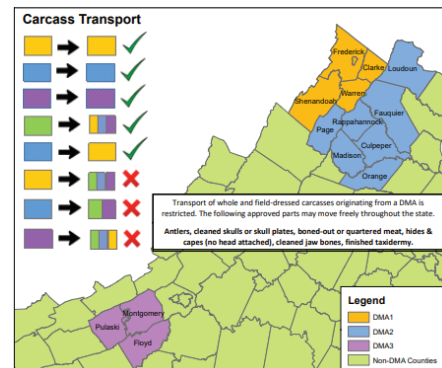 Carcass Transport
Frederick
Clarke
Loudoun
Warren
Shenandoah
Fauquier
Rappahannock
Page
Culpeper
Madison
Orange
Transport of whole and field-dressed carcasses originating from a DMA is
restricted. The following approved parts may move freely throughout the state.
Antlers, cleaned skulls or skull plates, boned-out or quartered meat, hides &
capes (no head attached), cleaned jaw bones, finished taxidermy.
Montgomery
Pulaski
Floyd
Legend
DMA1
DMA2
DMA3
Non-DMA Counties